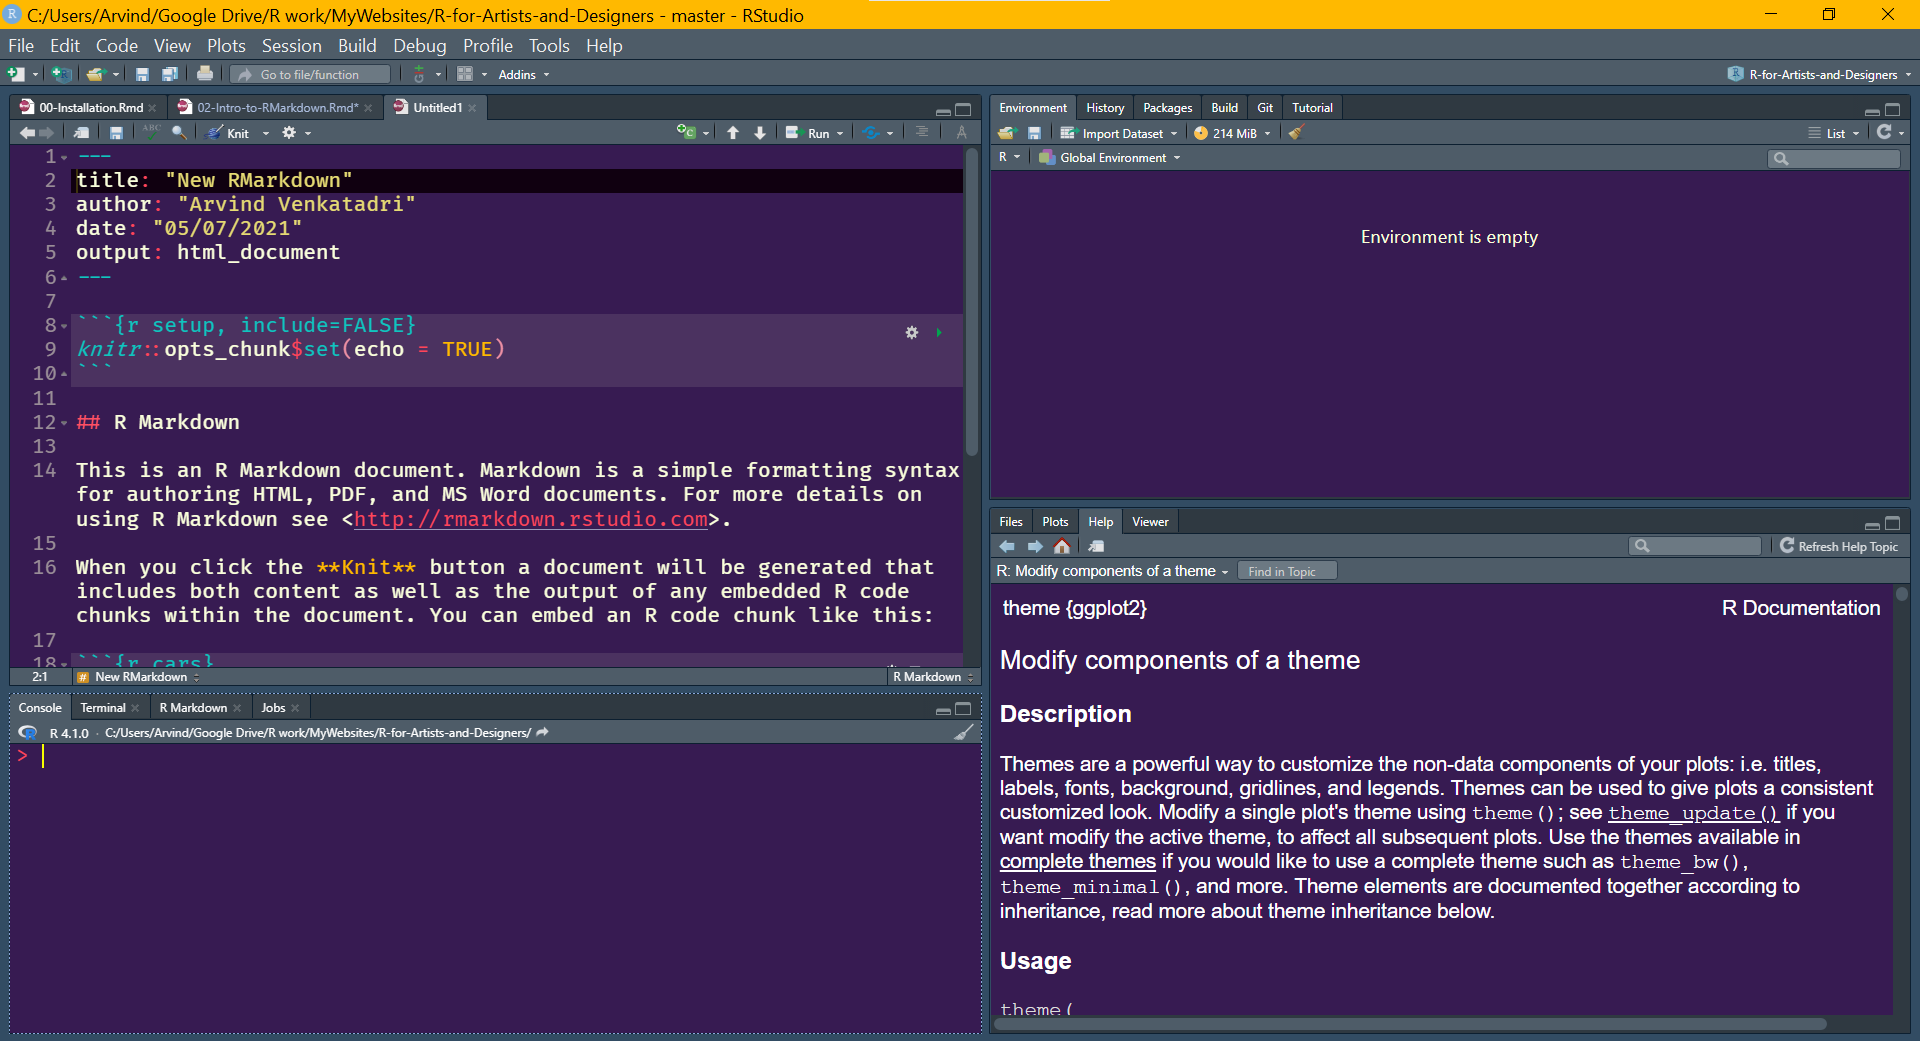 C:/Users/Arvind/Google Drive/R work/MyWebsites/R-for-Artists-and-Designers - master - RStudio
File Edit Code View Plots Session Build Debug Profile Tools Help
Go to file/function Addins R-for-Artists-and-Designers
00-Installation.Rmd 02-Intro-to-RMarkdown.Rmd* Untitled1
ABC Knit Run
1 ---
2 title: "New RMarkdown"
3 author: "Arvind Venkatadri"
4 date: "05/07/2021"
5 output: html_document
6 ---
7
8 ```{r setup, include=FALSE}
9 knitr::opts_chunk$set(echo = TRUE)
10 ```
11
12 ## R Markdown
13
14 This is an R Markdown document. Markdown is a simple formatting syntax
for authoring HTML, PDF, and MS Word documents. For more details on
using R Markdown see <http://rmarkdown.rstudio.com>.
15
16 When you click the **Knit** button a document will be generated that
includes both content as well as the output of any embedded R code
chunks within the document. You can embed an R code chunk like this:
17
18 ```{r cars}
2:1 # New RMarkdown R Markdown
Console Terminal R Markdown Jobs
R 4.1.0 · C:/Users/Arvind/Google Drive/R work/MyWebsites/R-for-Artists-and-Designers/
>
Environment History Packages Build Git Tutorial
Import Dataset 214 MiB List
R Global Environment
Environment is empty
Files Plots Help Viewer
Refresh Help Topic
R: Modify components of a theme Find in Topic
theme {ggplot2} R Documentation
Modify components of a theme
Description
Themes are a powerful way to customize the non-data components of your plots: i.e. titles,
labels, fonts, background, gridlines, and legends. Themes can be used to give plots a consistent
customized look. Modify a single plot's theme using theme(); see theme_update() if you
want modify the active theme, to affect all subsequent plots. Use the themes available in
complete themes if you would like to use a complete theme such as theme_bw(),
theme_minimal(), and more. Theme elements are documented together according to
inheritance, read more about theme inheritance below.
Usage
theme(